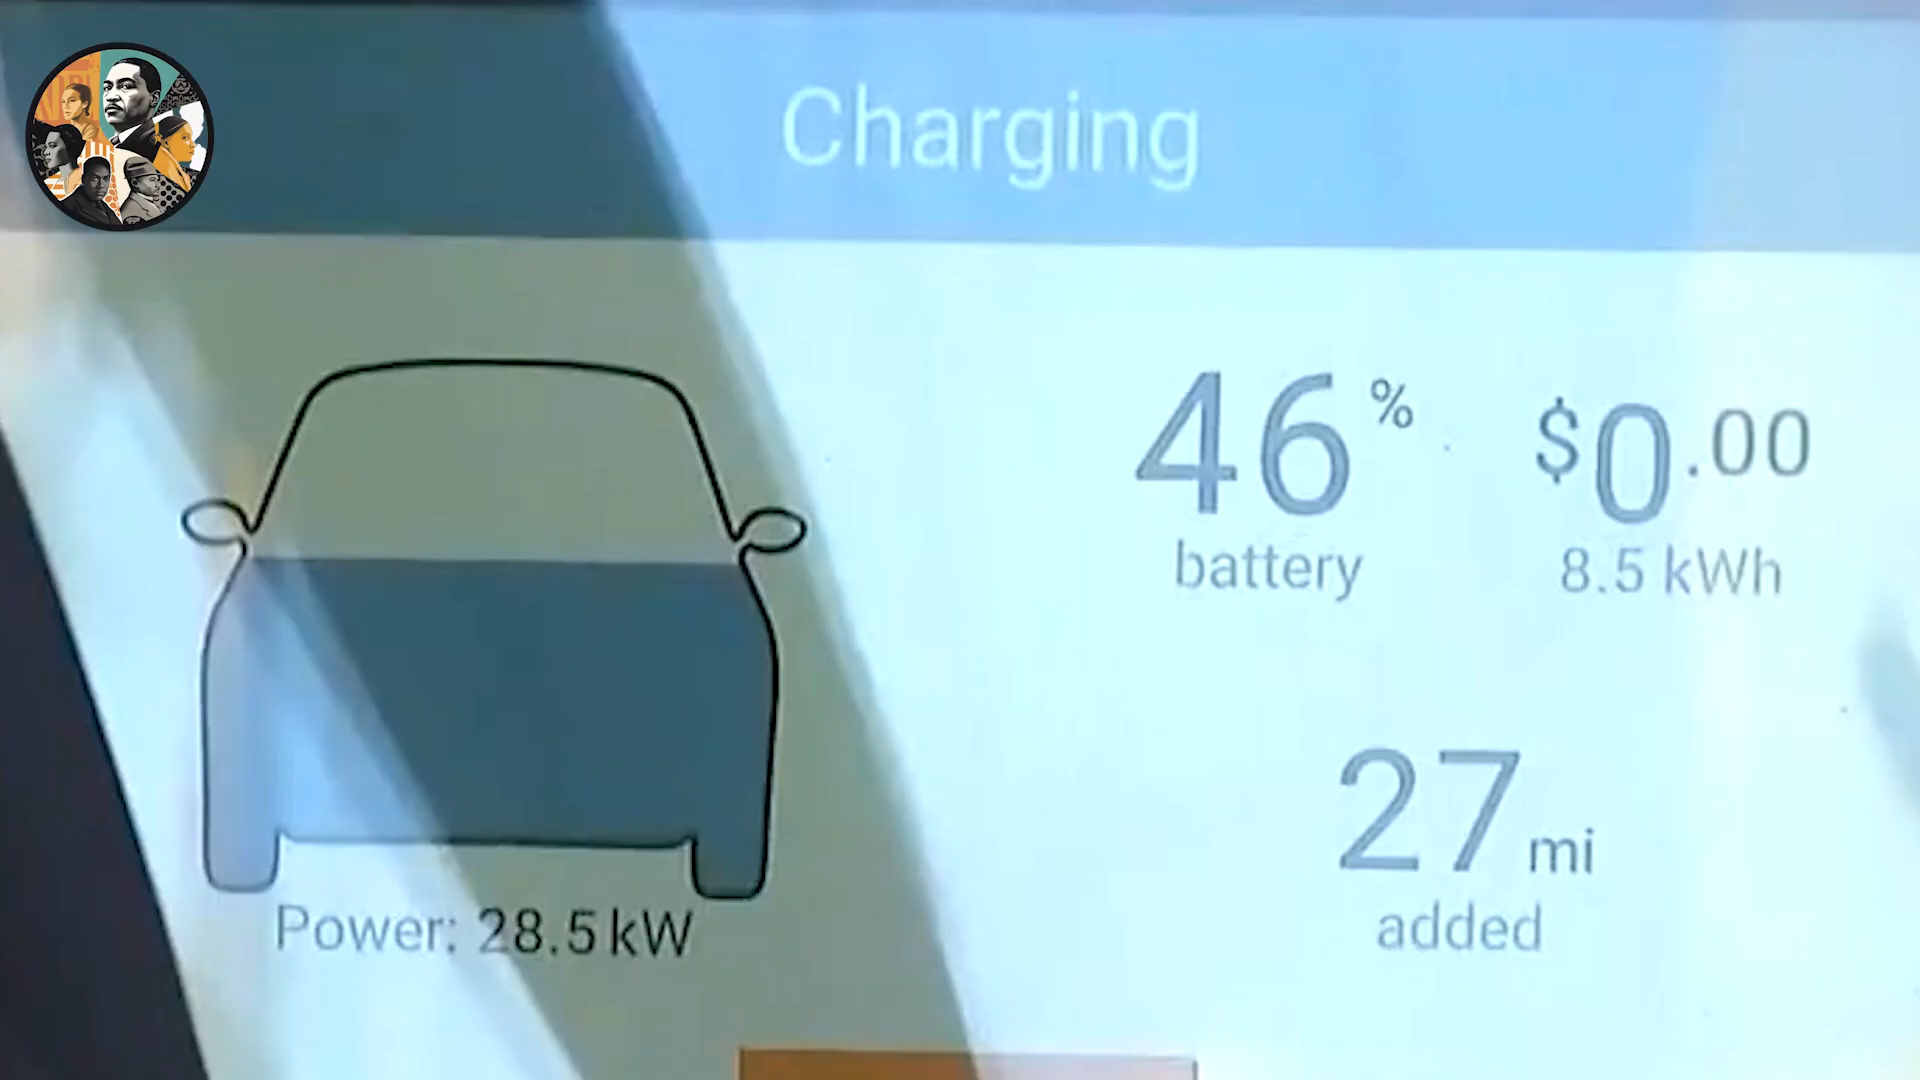 Charging
46%
battery
$0.00
8.5 kWh
27 mi
added
Power: 28.5 kW